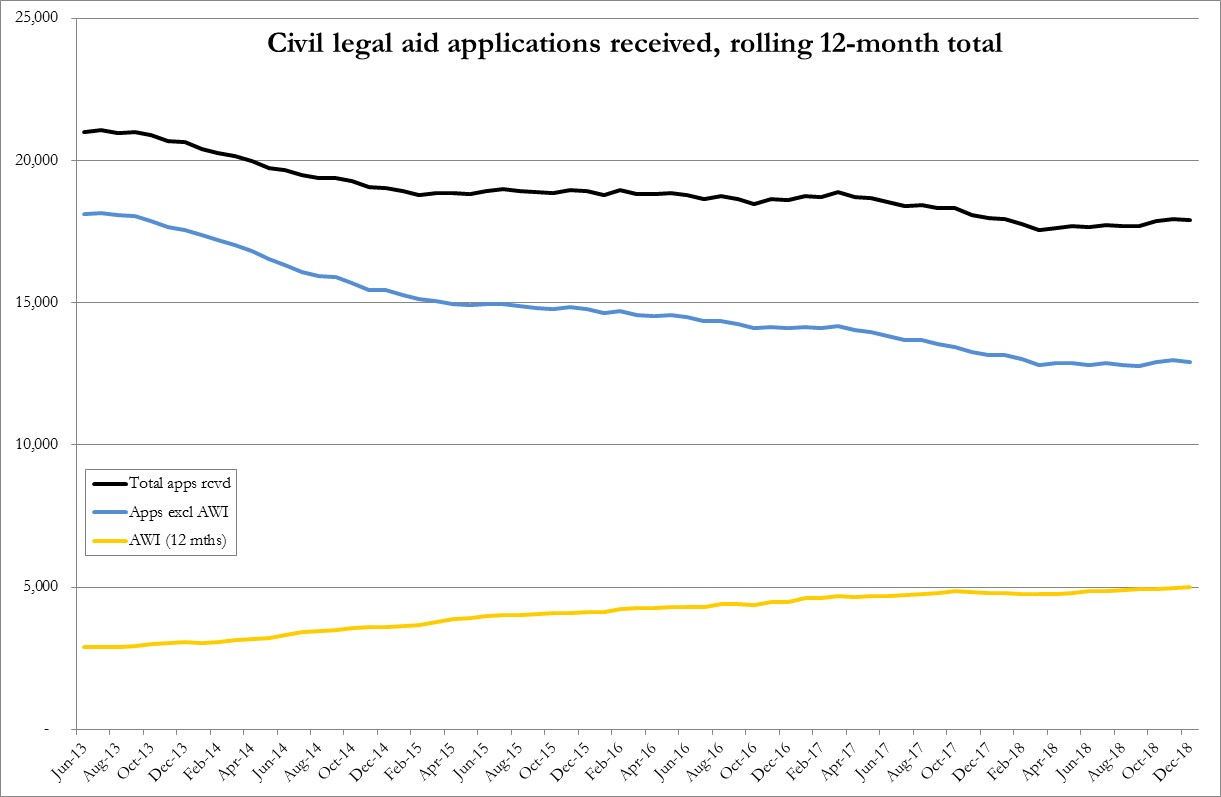 Civil legal aid applications received, rolling 12-month total
25,000
20,000
15,000
10,000
5,000
-
Total apps rcvd
Apps excl AWI
AWI (12 mths)
Jun-13
Aug-13
Oct-13
Dec-13
Feb-14
Apr-14
Jun-14
Aug-14
Oct-14
Dec-14
Feb-15
Apr-15
Jun-15
Aug-15
Oct-15
Dec-15
Feb-16
Apr-16
Jun-16
Aug-16
Oct-16
Dec-16
Feb-17
Apr-17
Jun-17
Aug-17
Oct-17
Dec-17
Feb-18
Apr-18
Jun-18
Aug-18
Oct-18
Dec-18